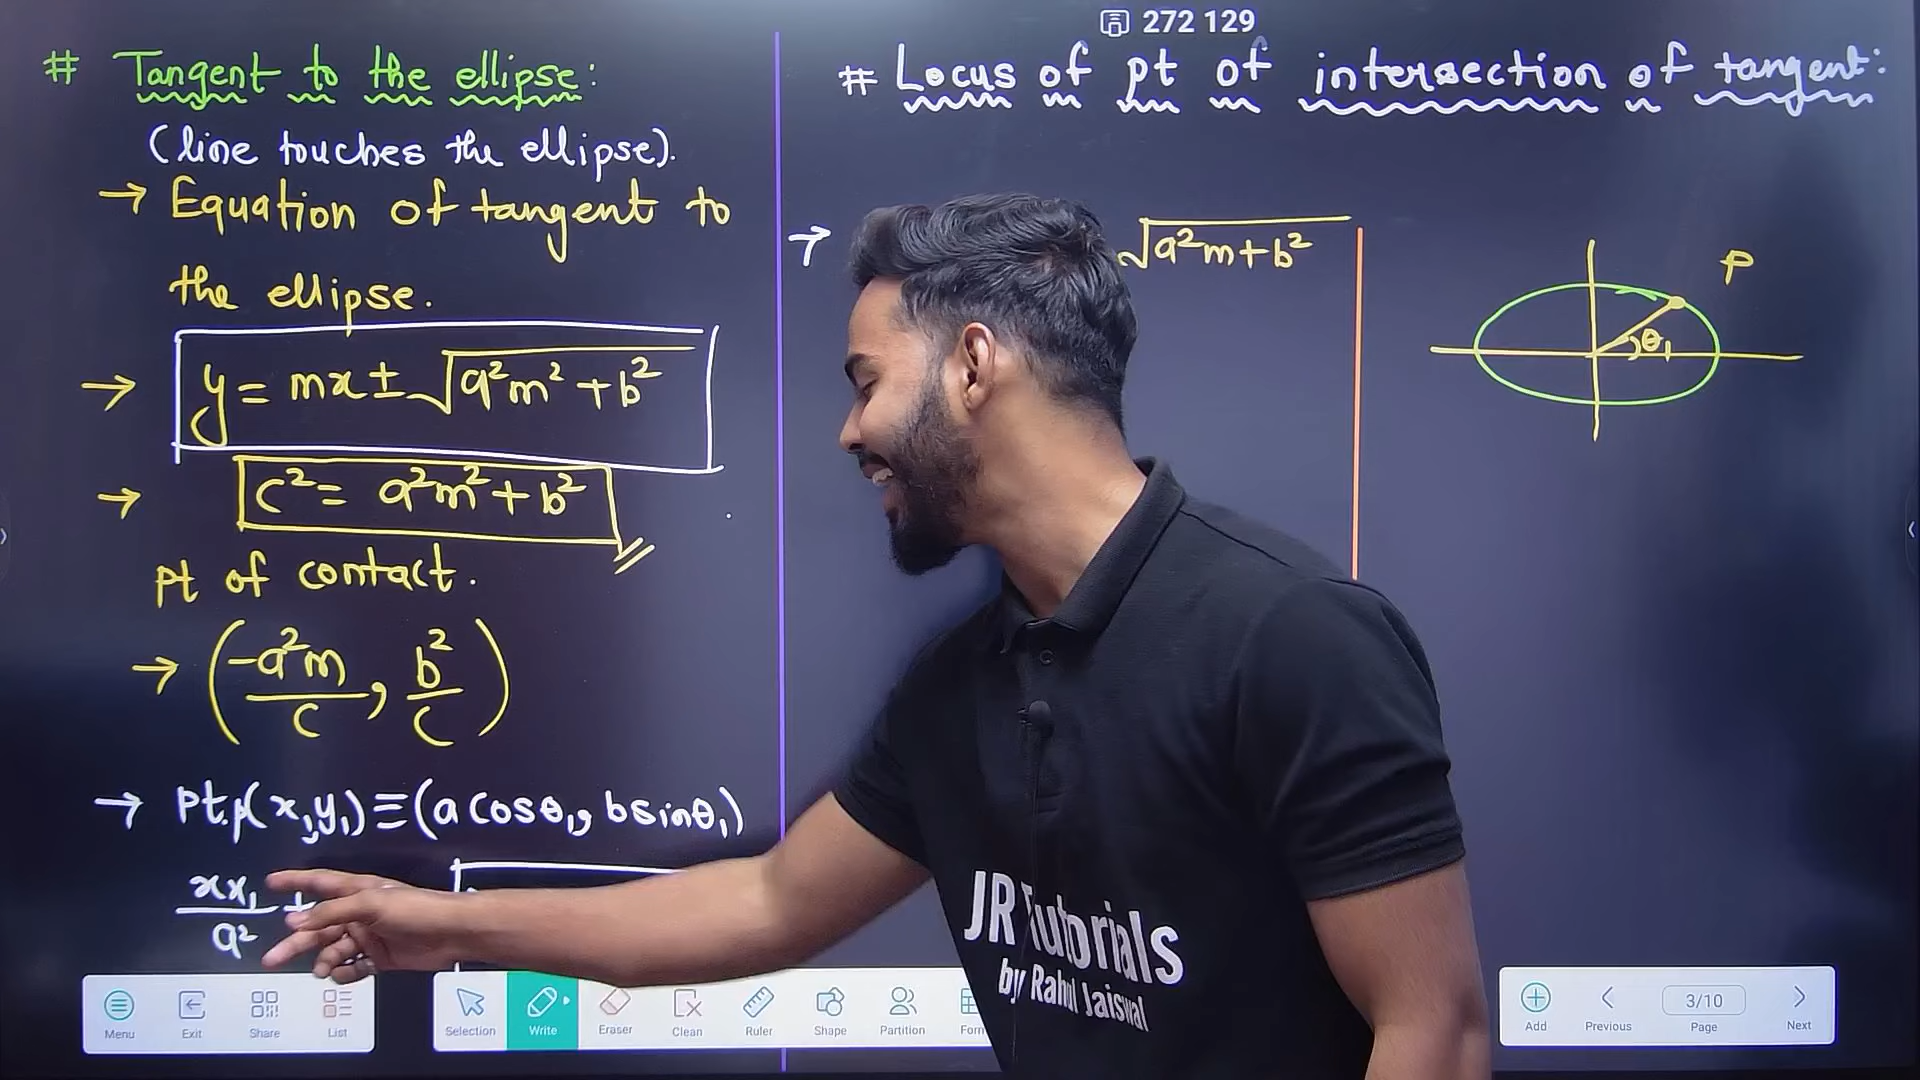 272 129
# Tangent to the ellipse:
(line touches the ellipse).
→ Equation of tangent to
the ellipse.
→ y = mx ± √(a²m² + b²)
→ c² = a²m² + b²
pt of contact.
→ (-a²m/c, b²/c)
→ pt. p(x₁, y₁) ≡ (a cosθ₁, b sinθ₁)
xx₁/a² +
# Locus of pt of intersection of tangent:
→ √(a²m + b²)
P
θ₁
JR Tutorials
by Rahul Jaiswal
Menu Exit Share List
Selection Write Eraser Clean Ruler Shape Partition Form
Add Previous 3/10 Page Next